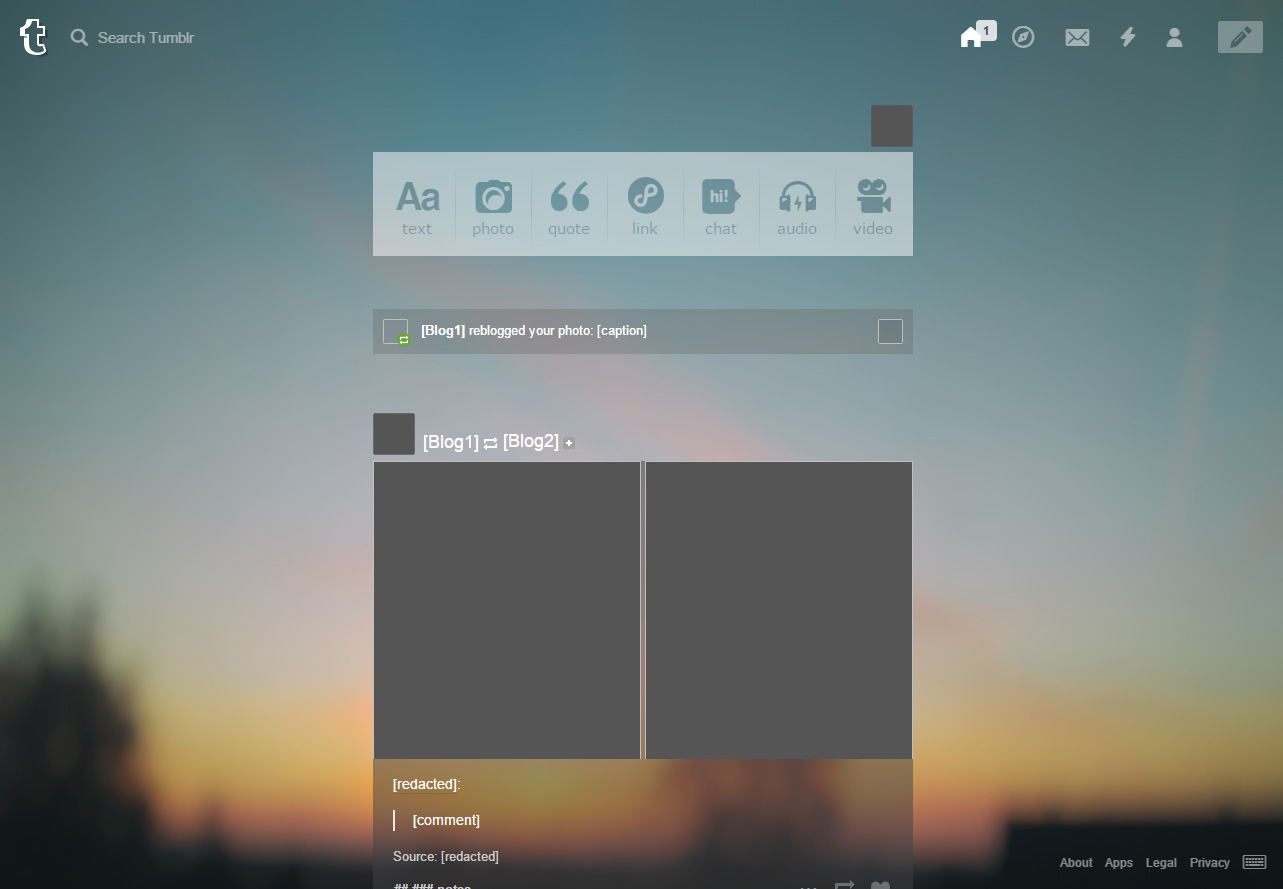 t Search Tumblr 1
Aa hi!
text photo quote link chat audio video
[Blog1] reblogged your photo: [caption]
[Blog1] [Blog2] +
[redacted]:
[comment]
Source: [redacted]
## ### notes
About Apps Legal Privacy